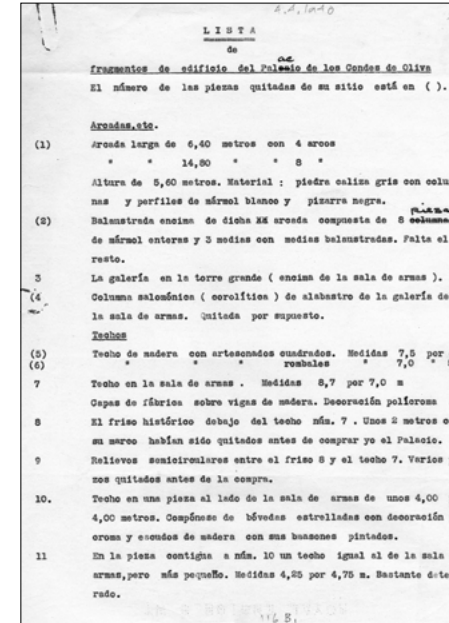 4.4.1920
LISTA
de
fragmentos de edificio del Palacio de los Condes de Oliva
El número de las piezas quitadas de su sitio está en ( ).
Arcadas,etc.
(1) Arcada larga de 6,40 metros con 4 arcos
" " 14,80 " " 8 "
Altura de 5,60 metros. Material : piedra caliza gris con colu
nas y perfiles de mármol blanco y pizarra negra.
(2) Balaustrada encima de dicha arcada compuesta de 8 piezas
de mármol enteras y 3 medias con medias balaustradas. Falta el
resto.
3 La galería en la torre grande ( encima de la sala de armas ).
(4 Columna salomónica ( corolítica ) de alabastro de la galería de
la sala de armas. Quitada por supuesto.
Techos
(5) Techo de madera con artesonados cuadrados. Medidas 7,5 por
(6) " " " rombales " 7,0 "
7 Techo en la sala de armas . Medidas 8,7 por 7,0 m
Capas de fábrica sobre vigas de madera. Decoración polícroma
8 El friso histórico debajo del techo núm. 7 . Unos 2 metros
su marco habían sido quitados antes de comprar yo el Palacio.
9 Relieves semicirculares entre el friso 8 y el techo 7. Varios
zos quitados antes de la compra.
10. Techo en una pieza al lado de la sala de armas de unos 4,00
4,00 metros. Compónese de bóvedas estrelladas con decoración
oroma y escudos de madera con sus baasones pintados.
11 En la pieza contigua a núm. 10 un techo igual al de la sala
armas,pero más pequeño. Medidas 4,25 por 4,75 m. Bastante dete
rado.
116 B.